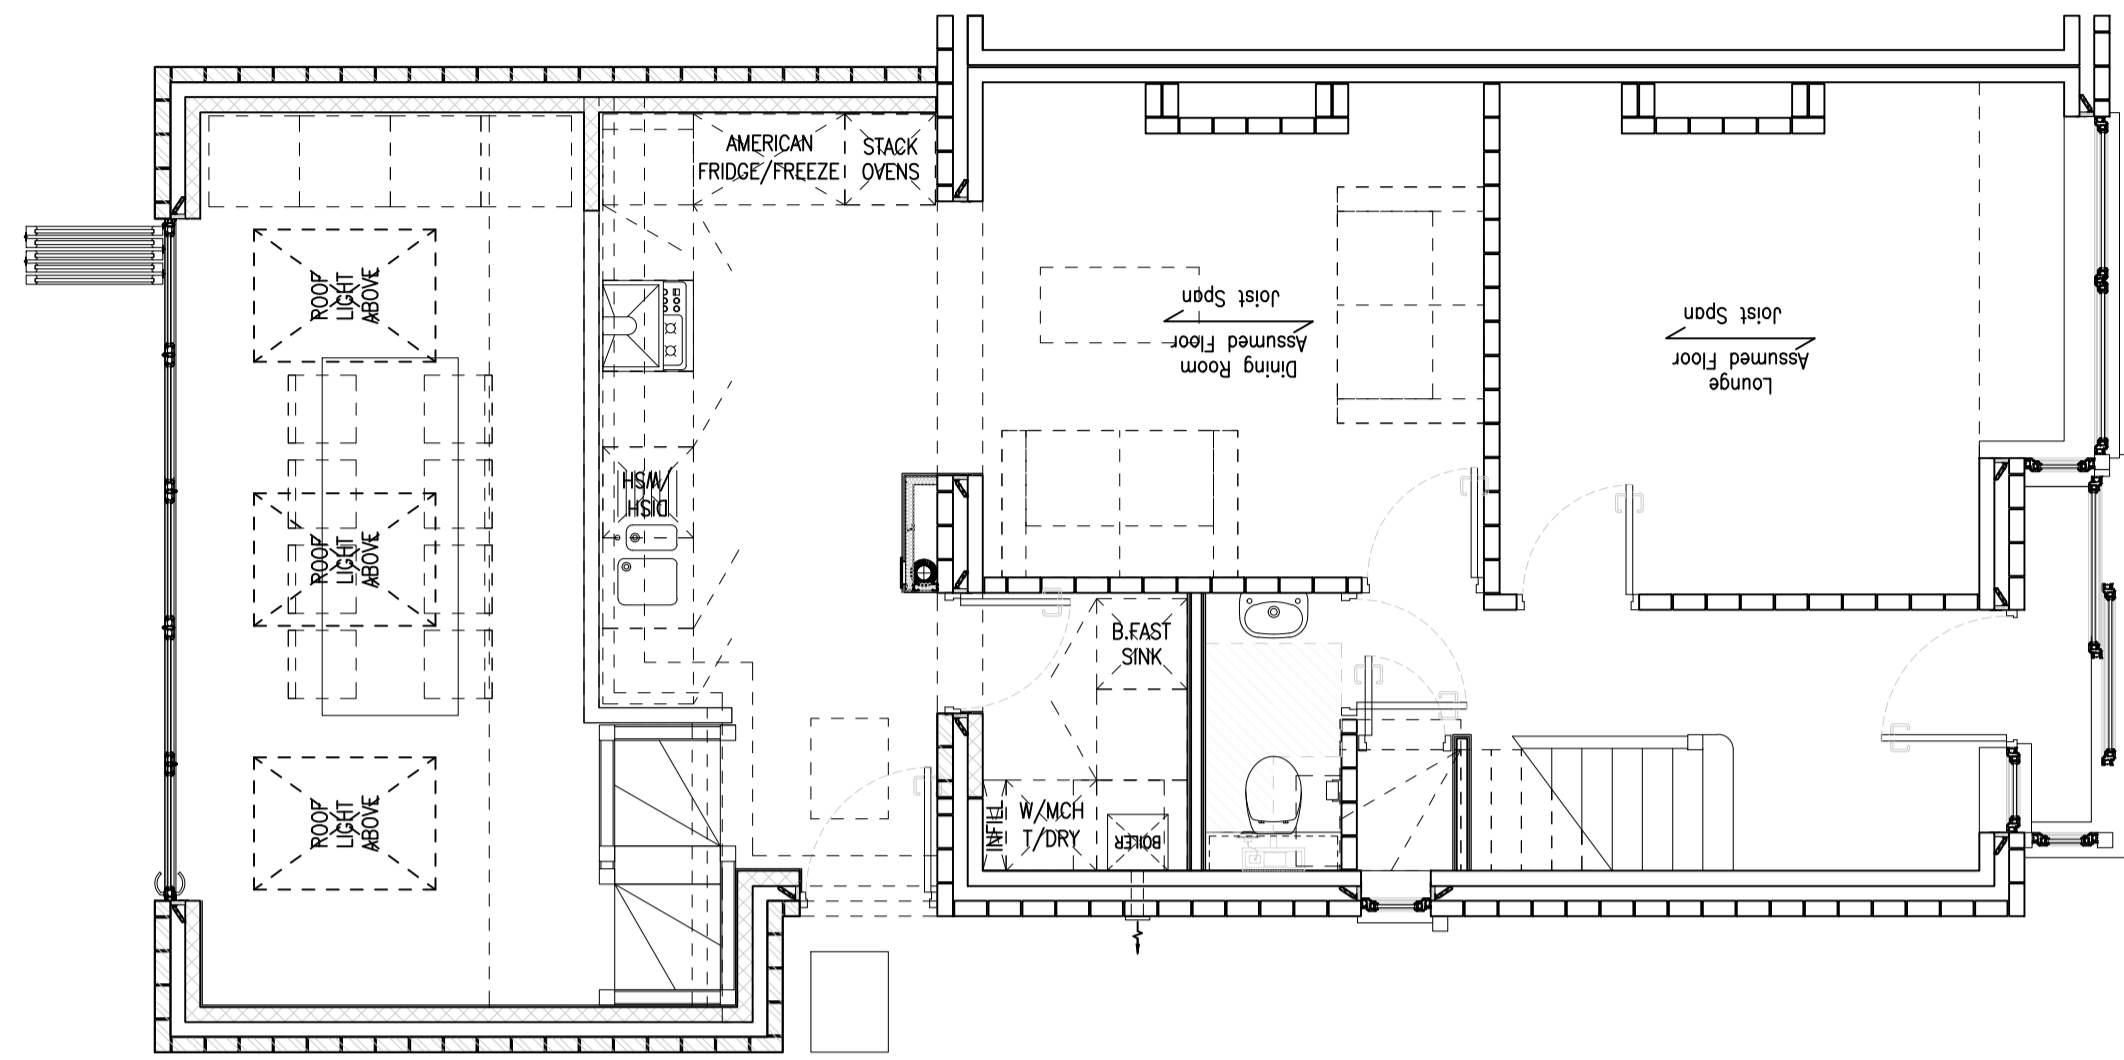 AMERICAN
FRIDGE/FREEZE
STACK
OVENS
ROOF
LIGHT
ABOVE
Dining Room
Assumed Floor
Joist Span
Lounge
Assumed Floor
Joist Span
DISH
/WSH
ROOF
LIGHT
ABOVE
B.FAST
SINK
ROOF
LIGHT
ABOVE
INFILL
W/MCH
T/DRY
BOILER